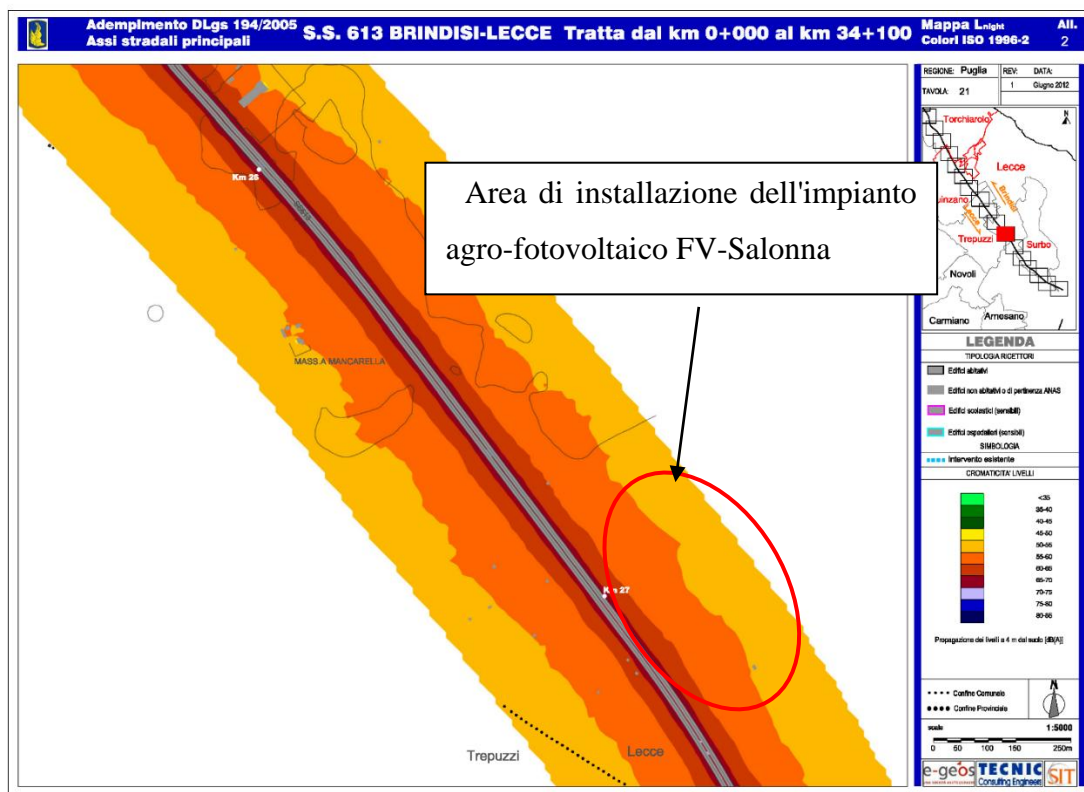 Adempimento DLgs 194/2005
Assi stradali principali
S.S. 613 BRINDISI-LECCE Tratta dal km 0+000 al km 34+100
Mappa Lnight
Colori ISO 1996-2
All.
2
REGIONE: Puglia
REV:
DATA:
TAVOLA: 21
1
Giugno 2012
Torchiarolo
N
Lecce
uinzano
Brindisi
Lecce
Trepuzzi
Surbo
Novoli
Carmiano
Arnesano
Area di installazione dell'impianto
agro-fotovoltaico FV-Salonna
Km 26
MASS.A MANCARELLA
Km 27
Trepuzzi
Lecce
LEGENDA
TIPOLOGIA RICETTORI
Edifici abitativi
Edifici non abitativi o di pertinenza ANAS
Edifici scolastici (sensibili)
Edifici ospedalieri (sensibili)
SIMBOLOGIA
Intervento esistente
CROMATICITA' LIVELLI
<35
35-40
40-45
45-50
50-55
55-60
60-65
65-70
70-75
75-80
80-85
Propagazione dei livelli a 4 m dal suolo [dB(A)]
Confine Comunale
Confine Provinciale
N
scala
1:5000
0 50 100 150 250m
e-geos
TECNIC
Consulting Engineers
SIT